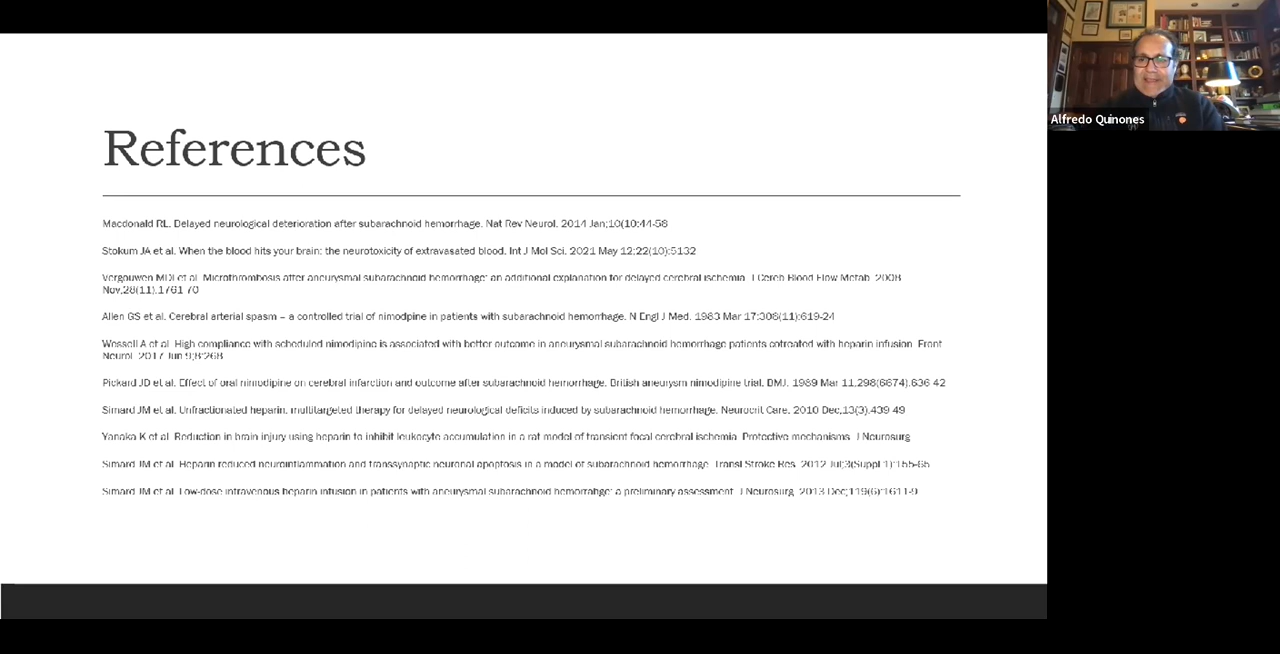 References
Macdonald RL. Delayed neurological deterioration after subarachnoid hemorrhage. Nat Rev Neurol. 2014 Jan;10(10:44-58
Stokum JA et al. When the blood hits your brain: the neurotoxicity of extravasated blood. Int J Mol Sci. 2021 May 12;22(10):5132
Vergouwen MDI et al. Microthrombosis after aneurysmal subarachnoid hemorrhage: an additional explanation for delayed cerebral ischemia. J Cereb Blood Flow Metab. 2008
Nov;28(11):1761-70
Allen GS et al. Cerebral arterial spasm – a controlled trial of nimodpine in patients with subarachnoid hemorrhage. N Engl J Med. 1983 Mar 17;308(11):619-24
Wessell A et al. High compliance with scheduled nimodipine is associated with better outcome in aneurysmal subarachnoid hemorrhage patients cotreated with heparin infusion. Front
Neurol. 2017 Jun 9;8:268
Pickard JD et al. Effect of oral nimodipine on cerebral infarction and outcome after subarachnoid hemorrhage. British aneurysm nimodipine trial. BMJ. 1989 Mar 11;298(6674):636-42
Simard JM et al. Unfractionated heparin: multitargeted therapy for delayed neurological deficits induced by subarachnoid hemorrhage. Neurocrit Care. 2010 Dec;13(3):439-49
Yanaka K et al. Reduction in brain injury using heparin to inhibit leukocyte accumulation in a rat model of transient focal cerebral ischemia. Protective mechanisms. J Neurosurg
Simard JM et al. Heparin reduced neuroinflammation and transsynaptic neuronal apoptosis in a model of subarachnoid hemorrhage. Transl Stroke Res. 2012 Jul;3(Suppl 1):155-65
Simard JM et al. Low-dose intravenous heparin infusion in patients with aneurysmal subarachnoid hemorrahge: a preliminary assessment. J Neurosurg. 2013 Dec;119(6):1611-9
Alfredo Quinones